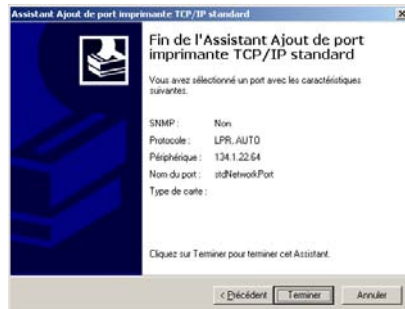 Assistant Ajout de port imprimante TCP/IP standard
Fin de l'Assistant Ajout de port
imprimante TCP/IP standard
Vous avez sélectionné un port avec les caractéristiques
suivantes.
SNMP : Non
Protocole : LPR, AUTO
Périphérique : 134.1.22.64
Nom du port : stdNetworkPort
Type de carte :
Cliquez sur Terminer pour terminer cet Assistant.
< Précédent Terminer Annuler